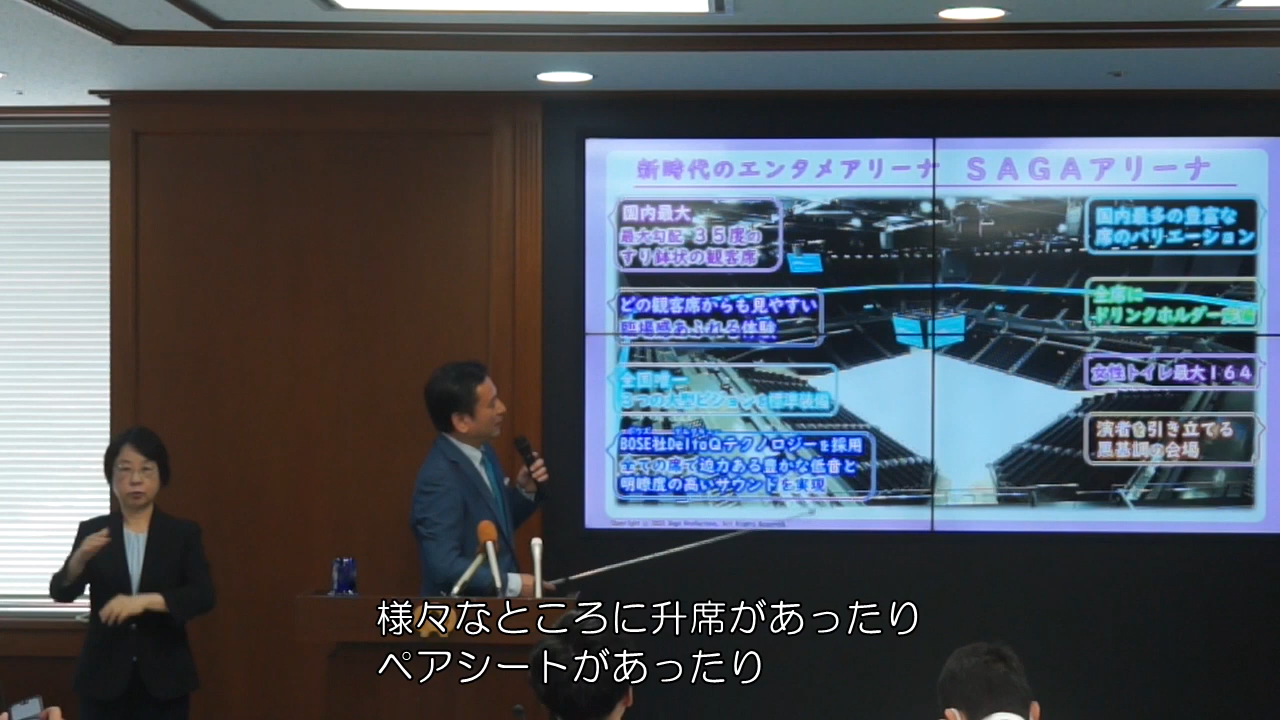 新時代のエンタメアリーナ SAGAアリーナ
国内最大
最大勾配 35度の
すり鉢状の観客席
どの観客席からも見やすい
臨場感あふれる体験
全国唯一
3つの大型ビジョンを標準装備
BOSE社DeltaQテクノロジーを採用
全ての席で迫力ある豊かな低音と
明瞭度の高いサウンドを実現
国内最多の豊富な
席のバリエーション
全席に
ドリンクホルダー完備
女性トイレ最大164
演者を引き立てる
黒基調の会場
Copyright (c) 2022 Saga Prefecture. All Rights Reserved.
様々なところに升席があったり
ペアシートがあったり